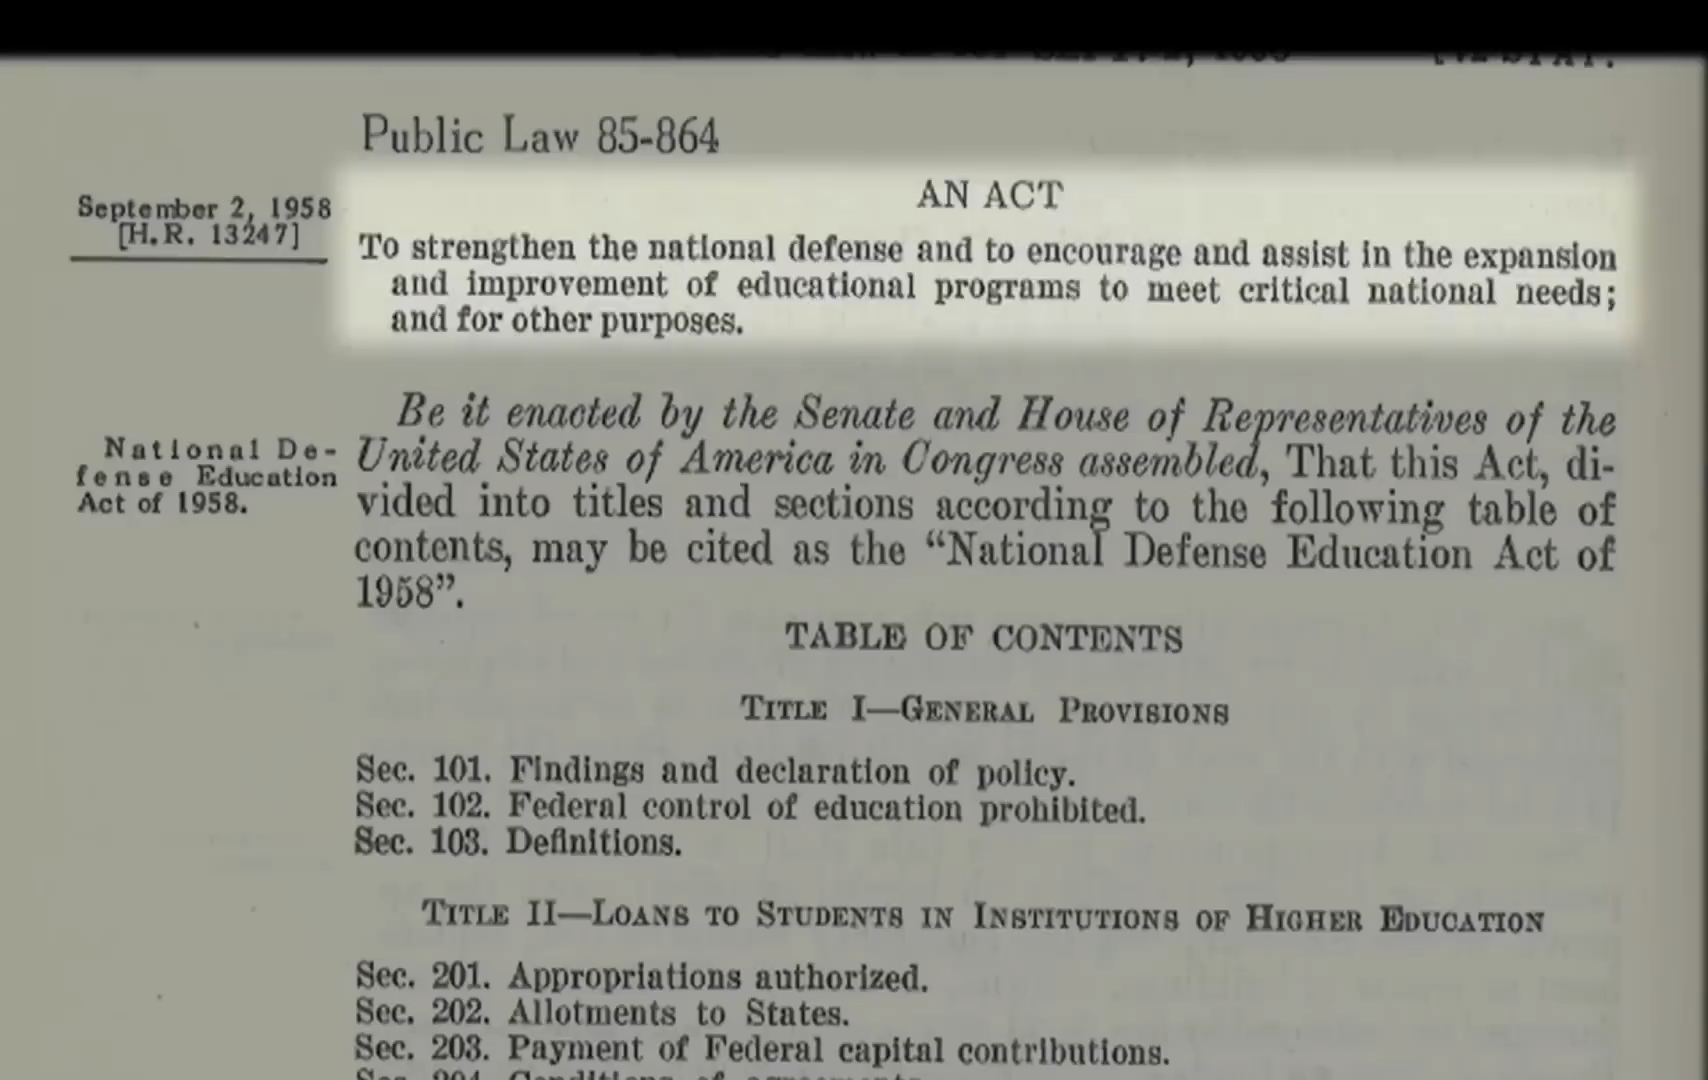 Public Law 85-864
AN ACT
September 2, 1958
[H. R. 13247]
To strengthen the national defense and to encourage and assist in the expansion
and improvement of educational programs to meet critical national needs;
and for other purposes.
Be it enacted by the Senate and House of Representatives of the
National De-
fense Education
Act of 1958.
United States of America in Congress assembled, That this Act, di-
vided into titles and sections according to the following table of
contents, may be cited as the “National Defense Education Act of
1958”.
TABLE OF CONTENTS
TITLE I—GENERAL PROVISIONS
Sec. 101. Findings and declaration of policy.
Sec. 102. Federal control of education prohibited.
Sec. 103. Definitions.
TITLE II—LOANS TO STUDENTS IN INSTITUTIONS OF HIGHER EDUCATION
Sec. 201. Appropriations authorized.
Sec. 202. Allotments to States.
Sec. 203. Payment of Federal capital contributions.